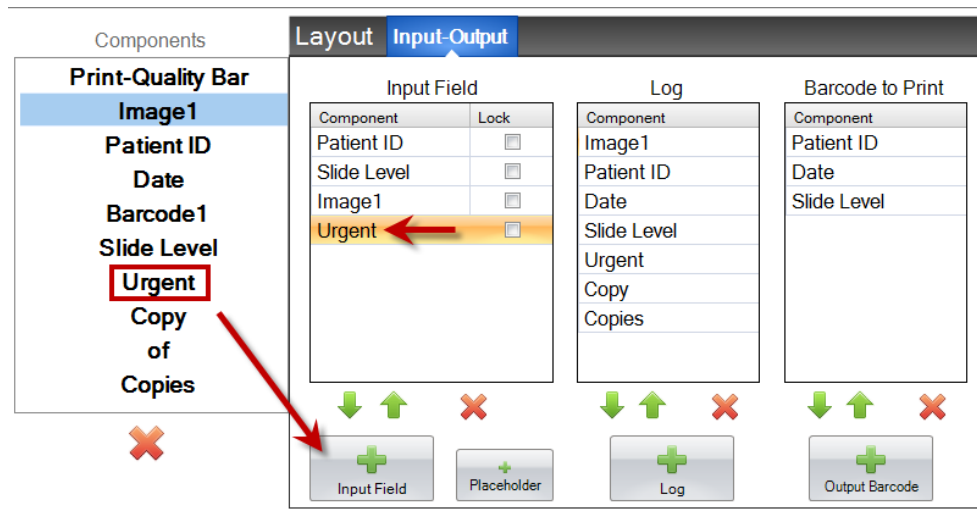 Components
Print-Quality Bar
Image1
Patient ID
Date
Barcode1
Slide Level
Urgent
Copy
of
Copies
Layout Input-Output
Input Field
Component Lock
Patient ID
Slide Level
Image1
Urgent
Input Field
Placeholder
Log
Component
Image1
Patient ID
Date
Slide Level
Urgent
Copy
Copies
Log
Barcode to Print
Component
Patient ID
Date
Slide Level
Output Barcode